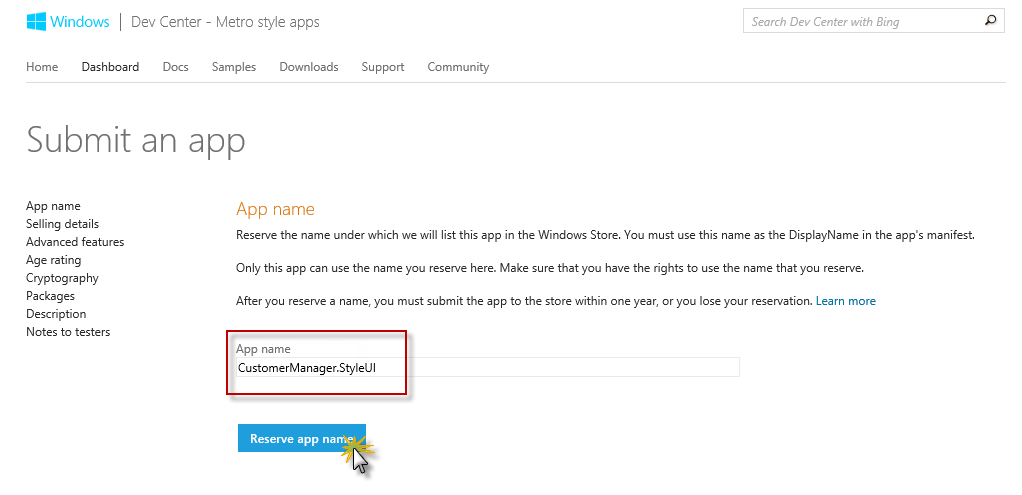 Windows | Dev Center - Metro style apps
Search Dev Center with Bing
Home Dashboard Docs Samples Downloads Support Community
Submit an app
App name
Selling details
Advanced features
Age rating
Cryptography
Packages
Description
Notes to testers
App name
Reserve the name under which we will list this app in the Windows Store. You must use this name as the DisplayName in the app's manifest.
Only this app can use the name you reserve here. Make sure that you have the rights to use the name that you reserve.
After you reserve a name, you must submit the app to the store within one year, or you lose your reservation. Learn more
App name
CustomerManager.StyleUI
Reserve app name